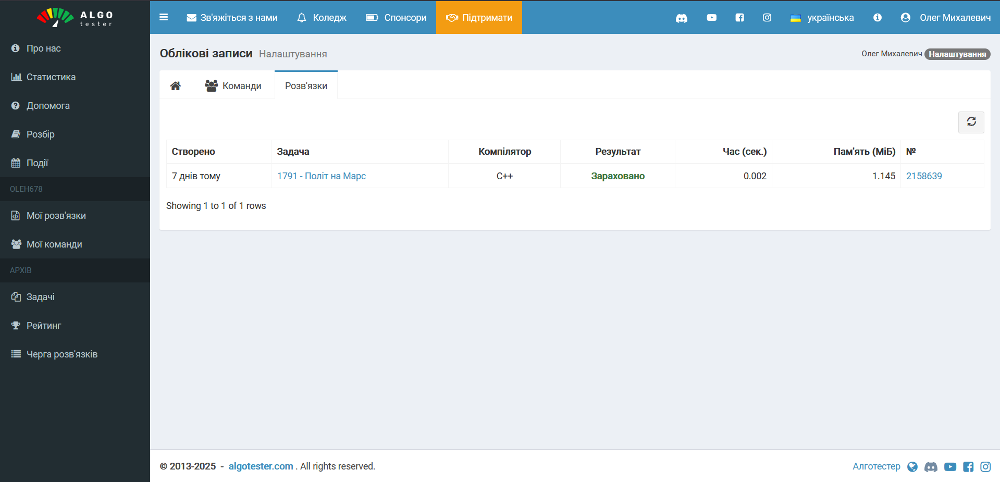 ALGO
tester
Зв'яжіться з нами
Коледж
Спонсори
Підтримати
українська
Олег Михалевич
Про нас
Статистика
Допомога
Розбір
Події
OLEH678
Мої розв'язки
Мої команди
АРХІВ
Задачі
Рейтинг
Черга розв'язків
Облікові записи Налаштування
Олег Михалевич Налаштування
Команди
Розв'язки
Створено Задача Компілятор Результат Час (сек.) Пам'ять (МіБ) №
7 днів тому 1791 - Політ на Марс C++ Зараховано 0.002 1.145 2158639
Showing 1 to 1 of 1 rows
© 2013-2025 - algotester.com . All rights reserved.
Алготестер